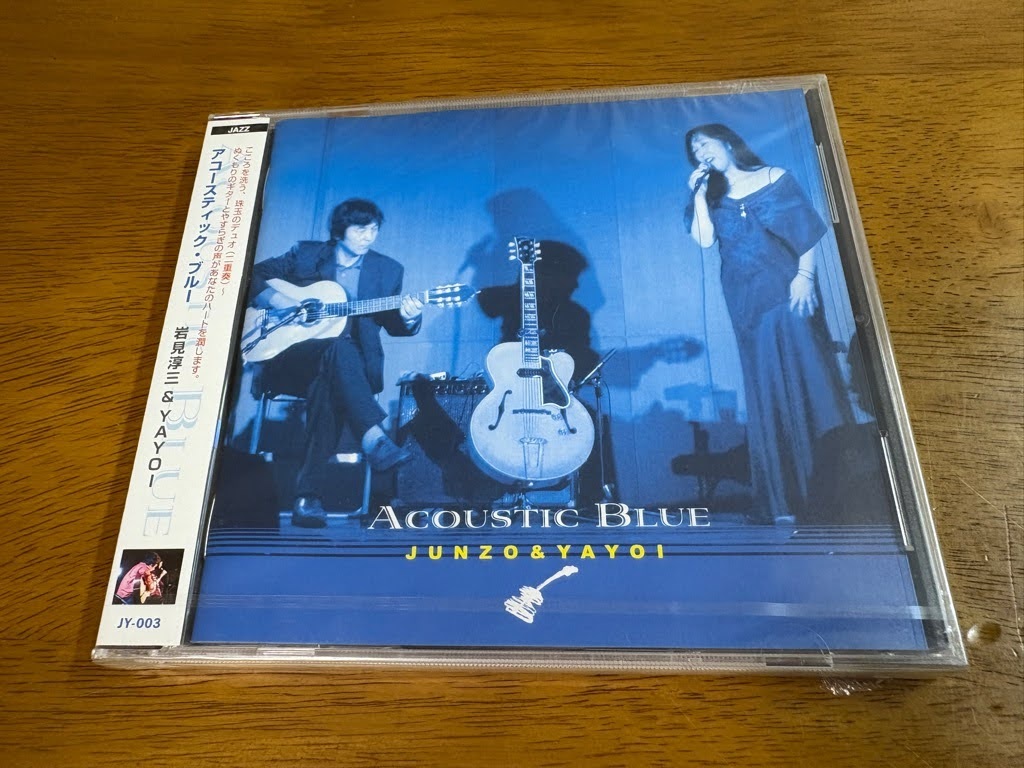 JAZZ
こころを洗う、珠玉のデュオ(二重奏)~
ぬくもりのギターとやすらぎの声があなたのハートを潤します。
アコースティック・ブルー 岩見淳三&YAYOI
BLUE
JY-003
ACOUSTIC BLUE
JUNZO&YAYOI